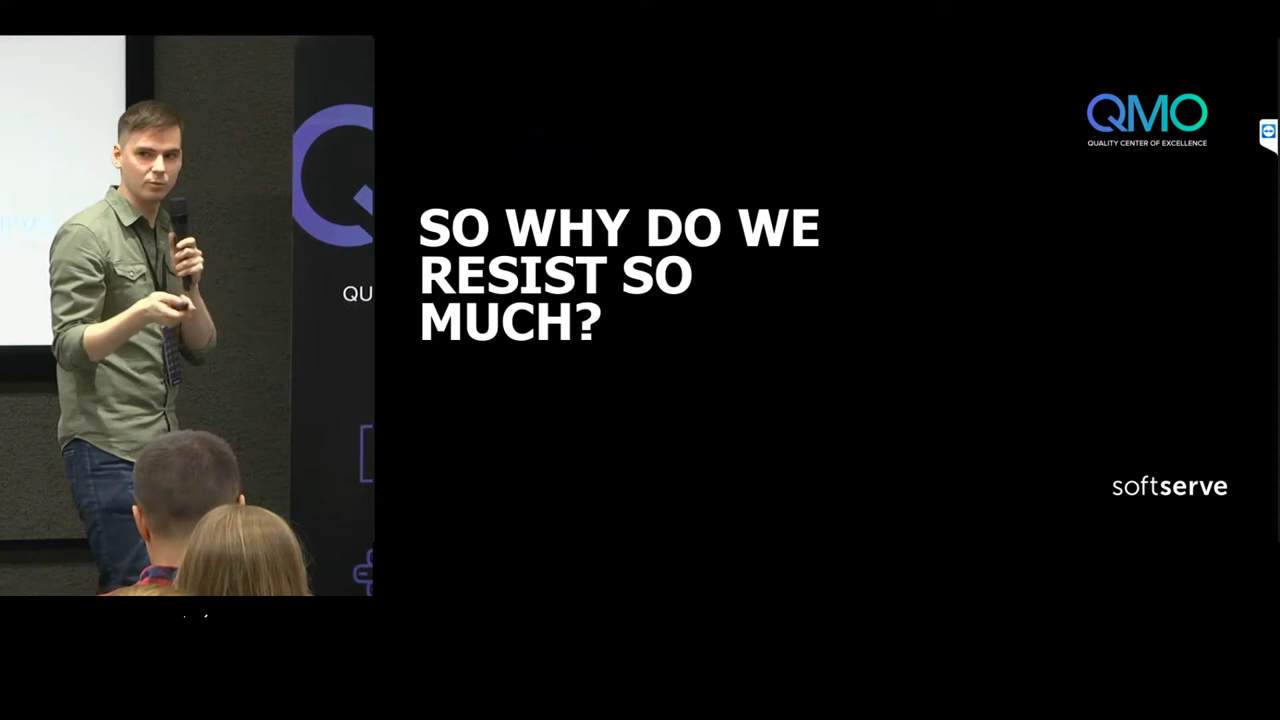 QMO
QUALITY CENTER OF EXCELLENCE
SO WHY DO WE
RESIST SO
MUCH?
QU
softserve